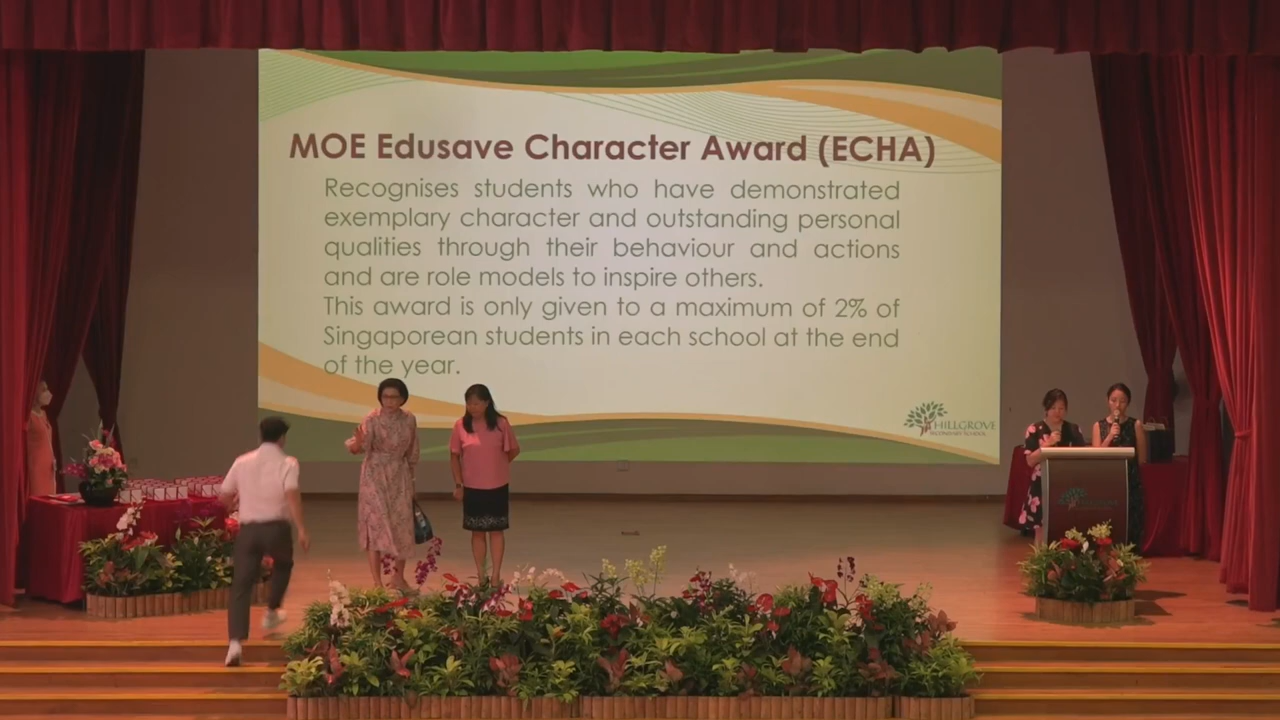 MOE Edusave Character Award (ECHA)
Recognises students who have demonstrated
exemplary character and outstanding personal
qualities through their behaviour and actions
and are role models to inspire others.
This award is only given to a maximum of 2% of
Singaporean students in each school at the end
of the year.
HILLGROVE
SECONDARY SCHOOL